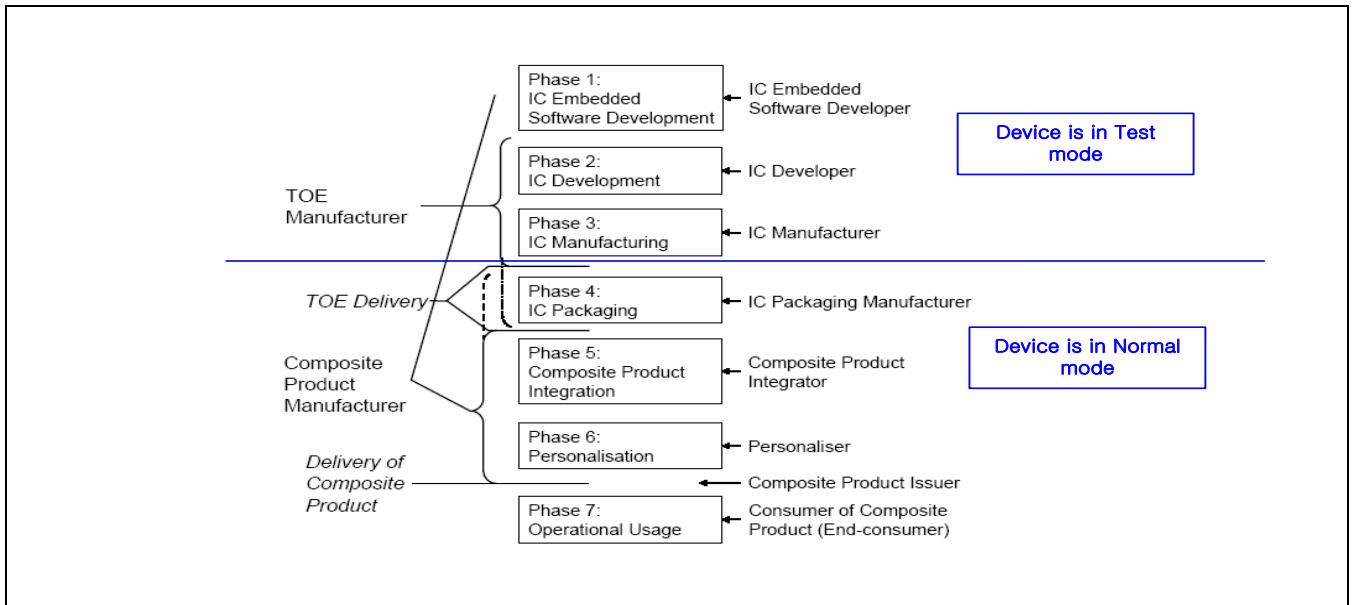 Phase 1:
IC Embedded
Software Development
IC Embedded
Software Developer
Device is in Test
mode
Phase 2:
IC Development
IC Developer
TOE
Manufacturer
Phase 3:
IC Manufacturing
IC Manufacturer
TOE Delivery
Phase 4:
IC Packaging
IC Packaging Manufacturer
Device is in Normal
mode
Composite
Product
Manufacturer
Phase 5:
Composite Product
Integration
Composite Product
Integrator
Phase 6:
Personalisation
Personaliser
Delivery of
Composite
Product
Composite Product Issuer
Phase 7:
Operational Usage
Consumer of Composite
Product (End-consumer)